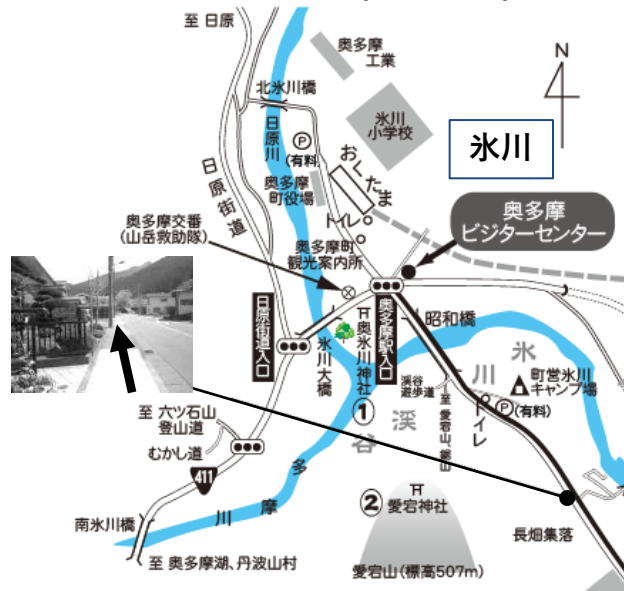 至 日原
奥多摩
工業
N
北氷川橋
日原川
氷川
小学校
氷川
P
(有料)
おくたま
日原街道
奥多摩
町役場
トイレ
奥多摩
ビジターセンター
奥多摩交番
(山岳救助隊)
奥多摩町
観光案内所
日原街道入口
氷川大橋
奥氷川神社
奥多摩駅入口
昭和橋
氷川
渓谷
渓谷
遊歩道
町営氷川
キャンプ場
①
至 愛宕山、鋸山
トイレ
P
(有料)
至 六ツ石山
登山道
むかし道
411
多摩川
② 愛宕神社
南氷川橋
長畑集落
至 奥多摩湖、丹波山村
愛宕山(標高507m)